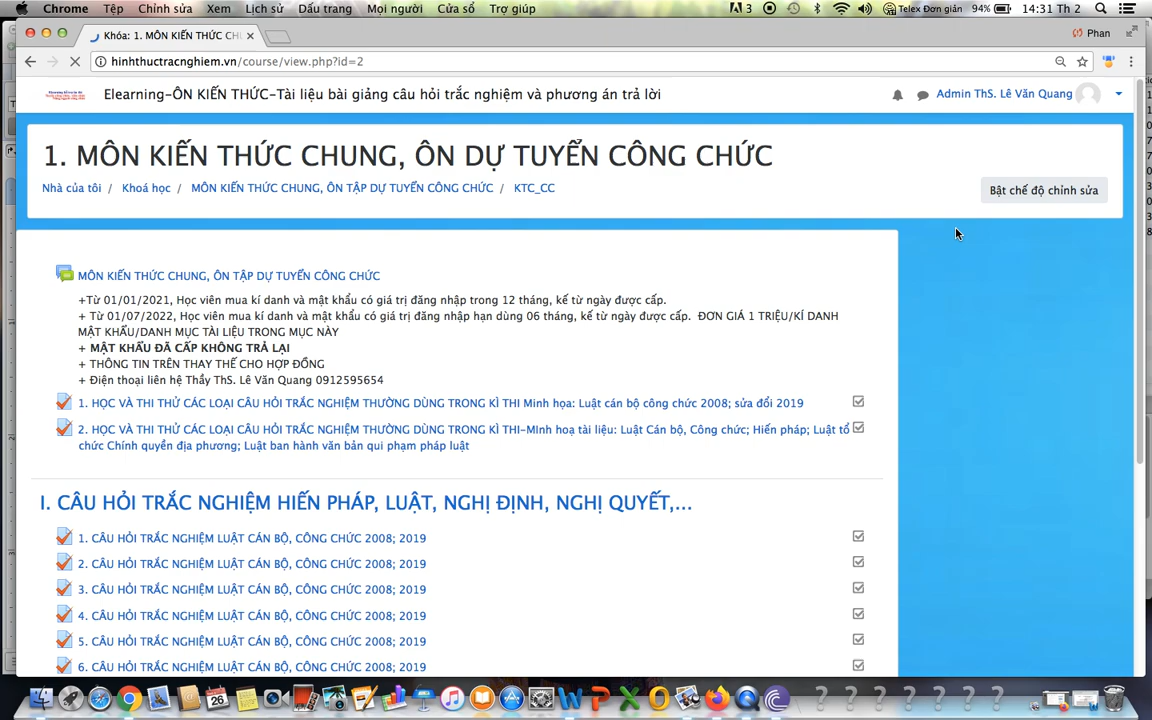 Chrome Tệp Chỉnh sửa Xem Lịch sử Dấu trang Mọi người Cửa sổ Trợ giúp 3 Telex Đơn giản 94% 14:31 Th 2
Khóa: 1. MÔN KIẾN THỨC CH
Phan
hinhthuctracnghiem.vn/course/view.php?id=2
Elearning-ÔN KIẾN THỨC-Tài liệu bài giảng câu hỏi trắc nghiệm và phương án trả lời
Admin ThS. Lê Văn Quang
1. MÔN KIẾN THỨC CHUNG, ÔN DỰ TUYỂN CÔNG CHỨC
Nhà của tôi / Khoá học / MÔN KIẾN THỨC CHUNG, ÔN TẬP DỰ TUYỂN CÔNG CHỨC / KTC_CC
Bật chế độ chỉnh sửa
MÔN KIẾN THỨC CHUNG, ÔN TẬP DỰ TUYỂN CÔNG CHỨC
+Từ 01/01/2021, Học viên mua kí danh và mật khẩu có giá trị đăng nhập trong 12 tháng, kể từ ngày được cấp.
+ Từ 01/07/2022, Học viên mua kí danh và mật khẩu có giá trị đăng nhập hạn dùng 06 tháng, kể từ ngày được cấp. ĐƠN GIÁ 1 TRIỆU/KÍ DANH
MẬT KHẨU/DANH MỤC TÀI LIỆU TRONG MỤC NÀY
+ MẬT KHẨU ĐÃ CẤP KHÔNG TRẢ LẠI
+ THÔNG TIN TRÊN THAY THẾ CHO HỢP ĐỒNG
+ Điện thoại liên hệ Thầy ThS. Lê Văn Quang 0912595654
1. HỌC VÀ THI THỬ CÁC LOẠI CÂU HỎI TRẮC NGHIỆM THƯỜNG DÙNG TRONG KÌ THI Minh họa: Luật cán bộ công chức 2008; sửa đổi 2019
2. HỌC VÀ THI THỬ CÁC LOẠI CÂU HỎI TRẮC NGHIỆM THƯỜNG DÙNG TRONG KÌ THI-MInh hoạ tài liệu: Luật Cán bộ, Công chức; Hiến pháp; Luật tổ
chức Chính quyền địa phương; Luật ban hành văn bản qui phạm pháp luật
I. CÂU HỎI TRẮC NGHIỆM HIẾN PHÁP, LUẬT, NGHỊ ĐỊNH, NGHỊ QUYẾT,...
1. CÂU HỎI TRẮC NGHIỆM LUẬT CÁN BỘ, CÔNG CHỨC 2008; 2019
2. CÂU HỎI TRẮC NGHIỆM LUẬT CÁN BỘ, CÔNG CHỨC 2008; 2019
3. CÂU HỎI TRẮC NGHIỆM LUẬT CÁN BỘ, CÔNG CHỨC 2008; 2019
4. CÂU HỎI TRẮC NGHIỆM LUẬT CÁN BỘ, CÔNG CHỨC 2008; 2019
5. CÂU HỎI TRẮC NGHIỆM LUẬT CÁN BỘ, CÔNG CHỨC 2008; 2019
6. CÂU HỎI TRẮC NGHIỆM LUẬT CÁN BỘ, CÔNG CHỨC 2008; 2019